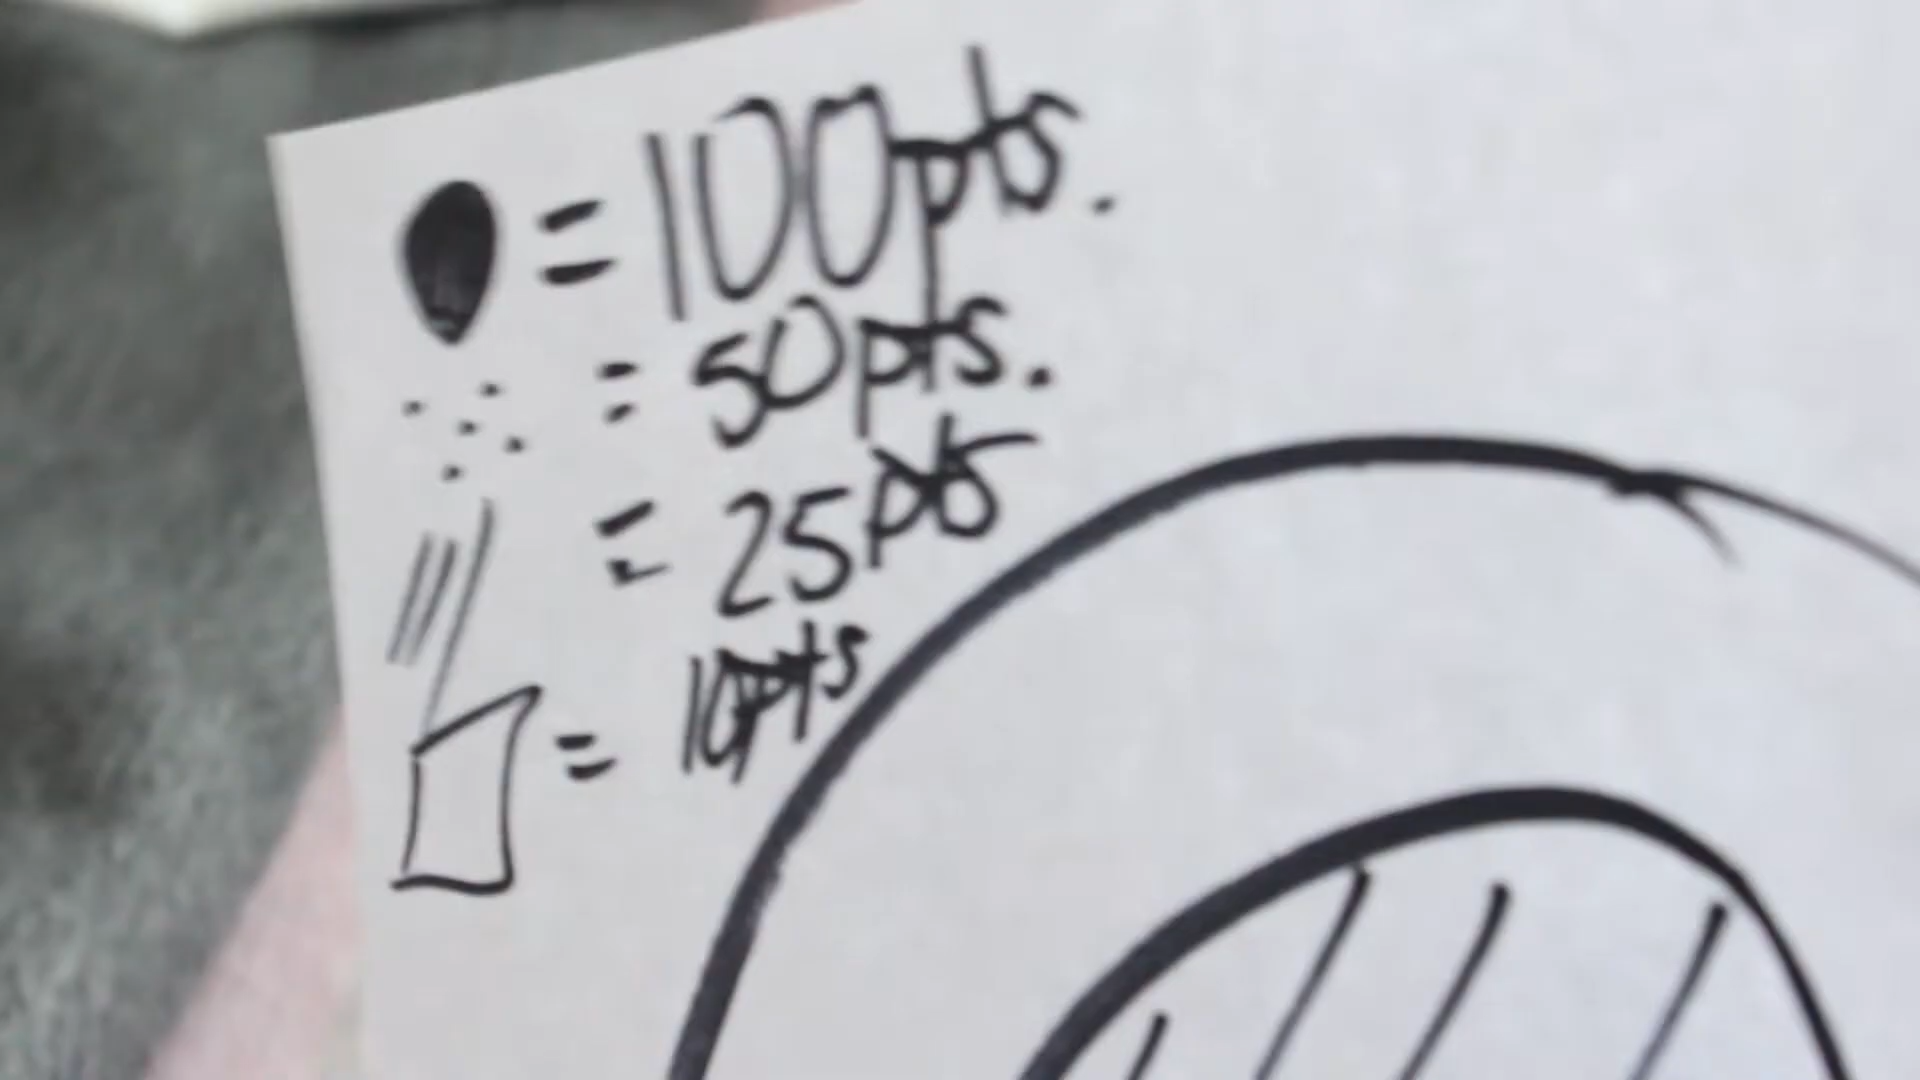 = 100pts.
= 50pts.
= 25pts
= 10pts